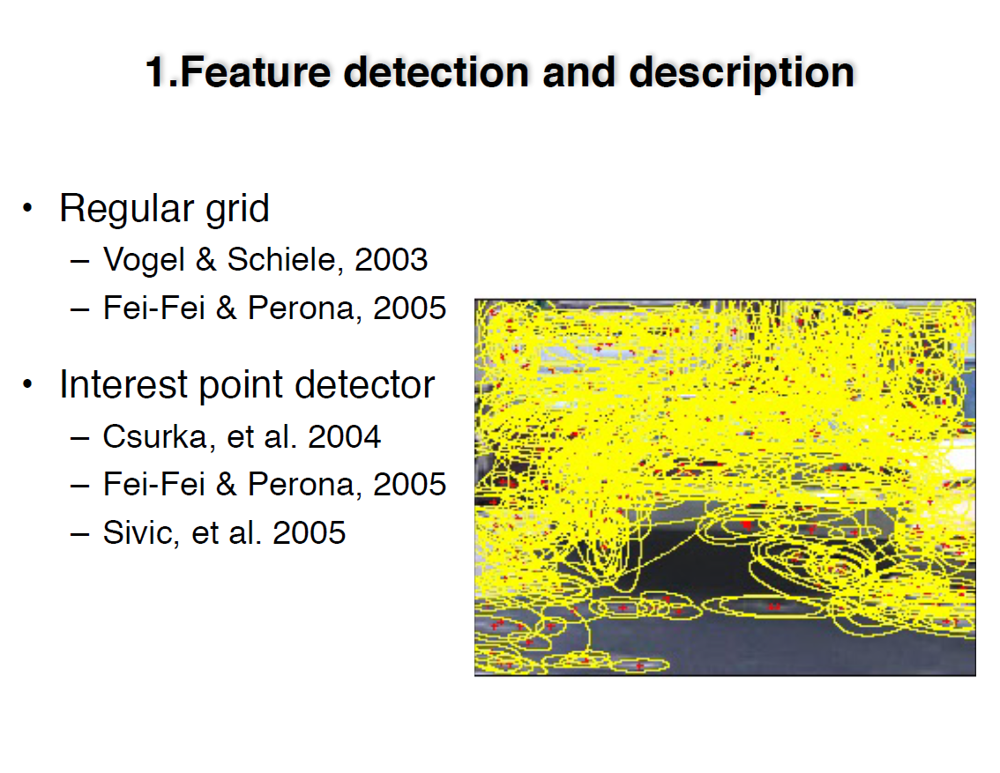 1.Feature detection and description
• Regular grid
– Vogel & Schiele, 2003
– Fei-Fei & Perona, 2005
• Interest point detector
– Csurka, et al. 2004
– Fei-Fei & Perona, 2005
– Sivic, et al. 2005